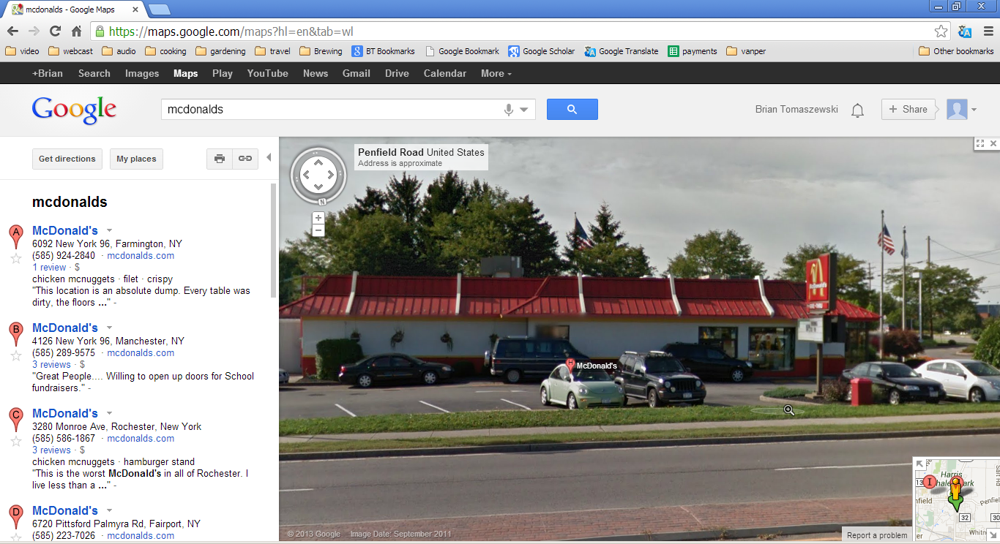 mcdonalds - Google Maps
https://maps.google.com/maps?hl=en&tab=wl
video webcast audio cooking gardening travel Brewing BT Bookmarks Google Bookmark Google Scholar Google Translate payments vanper Other bookmarks
+Brian Search Images Maps Play YouTube News Gmail Drive Calendar More
Google
mcdonalds
Brian Tomaszewski
+ Share
Get directions
My places
mcdonalds
A
McDonald's
6092 New York 96, Farmington, NY
(585) 924-2840 · mcdonalds.com
1 review · $
chicken mcnuggets · filet · crispy
"This location is an absolute dump. Every table was
dirty, the floors ..." -
B
McDonald's
4126 New York 96, Manchester, NY
(585) 289-9575 · mcdonalds.com
3 reviews · $
"Great People.... Willing to open up doors for School
fundraisers." -
C
McDonald's
3280 Monroe Ave, Rochester, New York
(585) 586-1867 · mcdonalds.com
3 reviews · $
chicken mcnuggets · hamburger stand
"This is the worst McDonald's in all of Rochester. I
live less than a ..." -
D
McDonald's
6720 Pittsford Palmyra Rd, Fairport, NY
(585) 223-7026 · mcdonalds.com
Penfield Road United States
Address is approximate
N
McDonald's
H
McDonald's
© 2013 Google Image Date: September 2011
Report a problem
Harris
Whalen Park
I
32